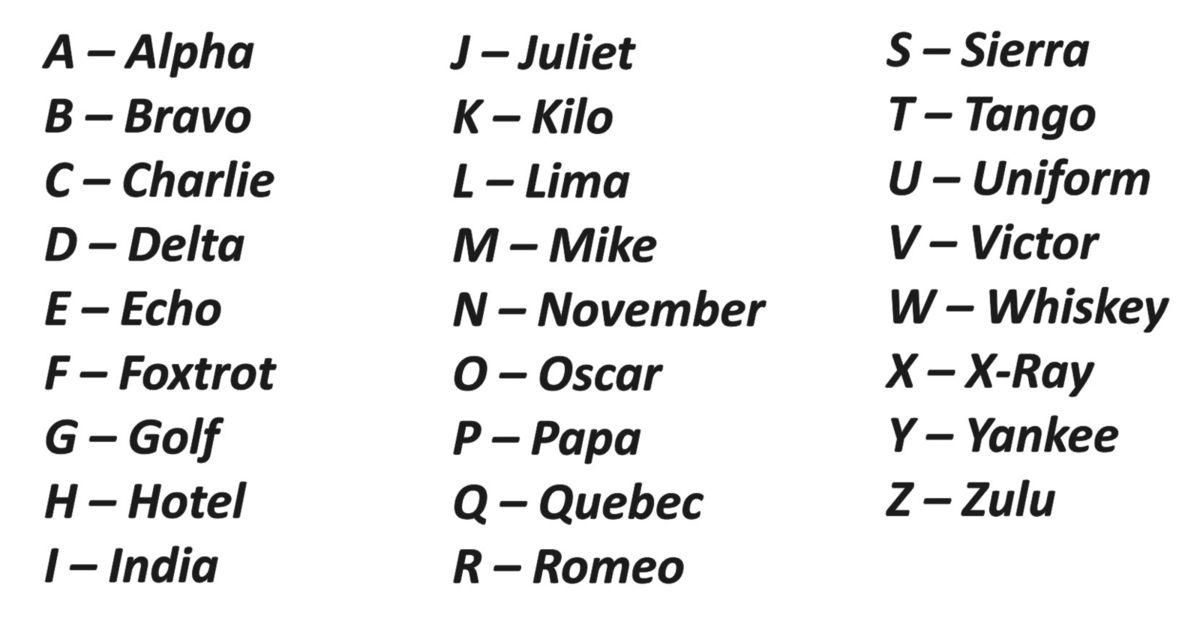 A – Alpha
B – Bravo
C – Charlie
D – Delta
E – Echo
F – Foxtrot
G – Golf
H – Hotel
I – India
J – Juliet
K – Kilo
L – Lima
M – Mike
N – November
O – Oscar
P – Papa
Q – Quebec
R – Romeo
S – Sierra
T – Tango
U – Uniform
V – Victor
W – Whiskey
X – X-Ray
Y – Yankee
Z – Zulu